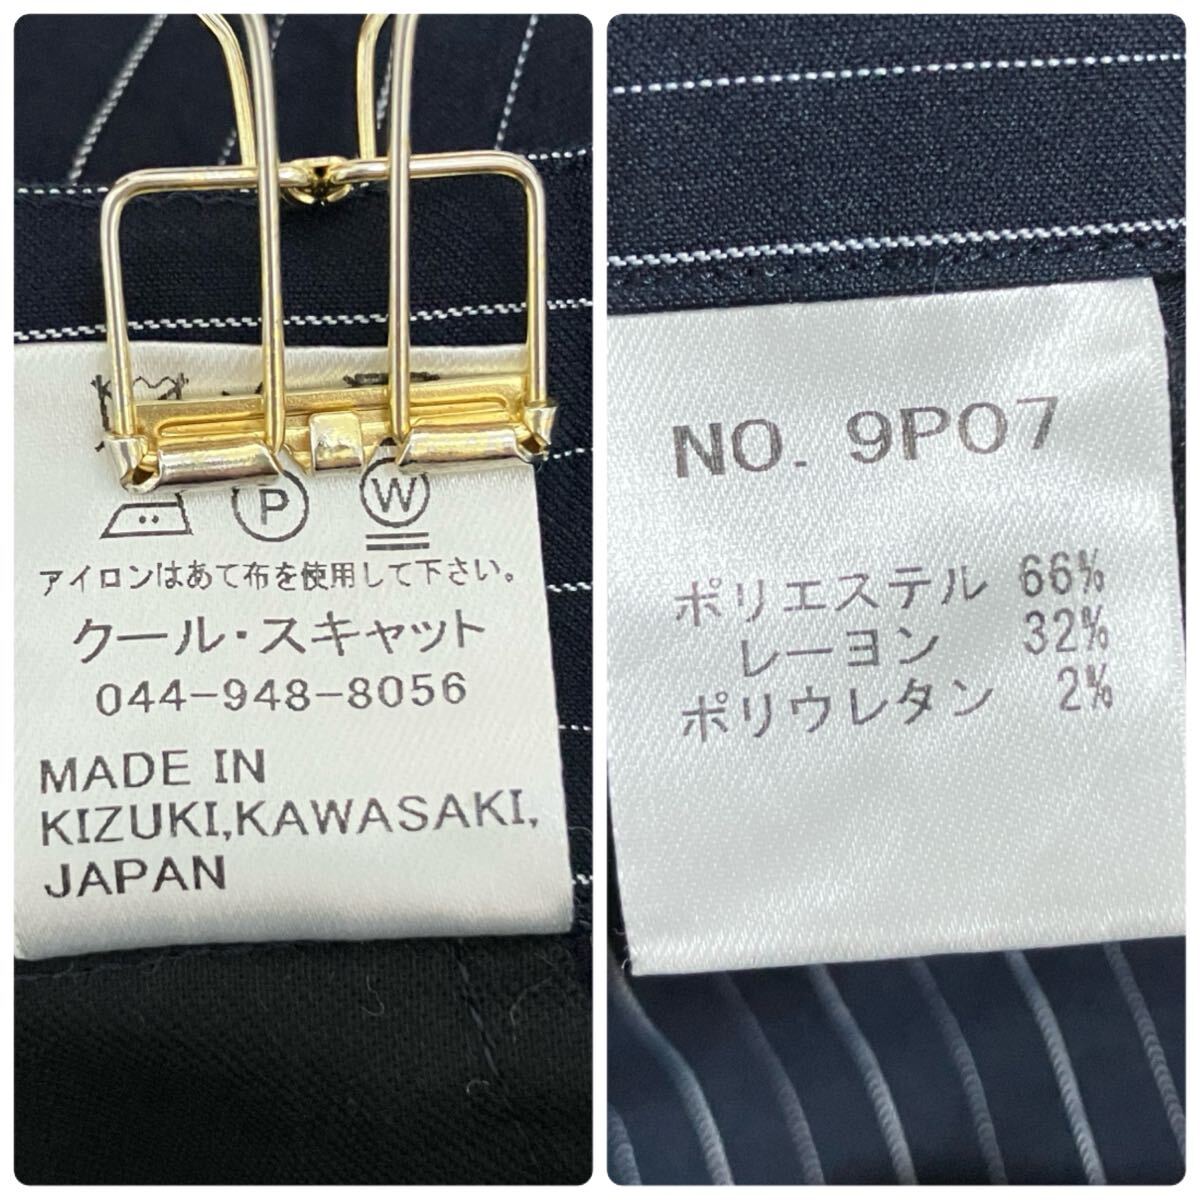 P
W
アイロンはあて布を使用して下さい。
クール・スキャット
044-948-8056
MADE IN
KIZUKI,KAWASAKI,
JAPAN
NO. 9P07
ポリエステル 66%
レーヨン 32%
ポリウレタン 2%